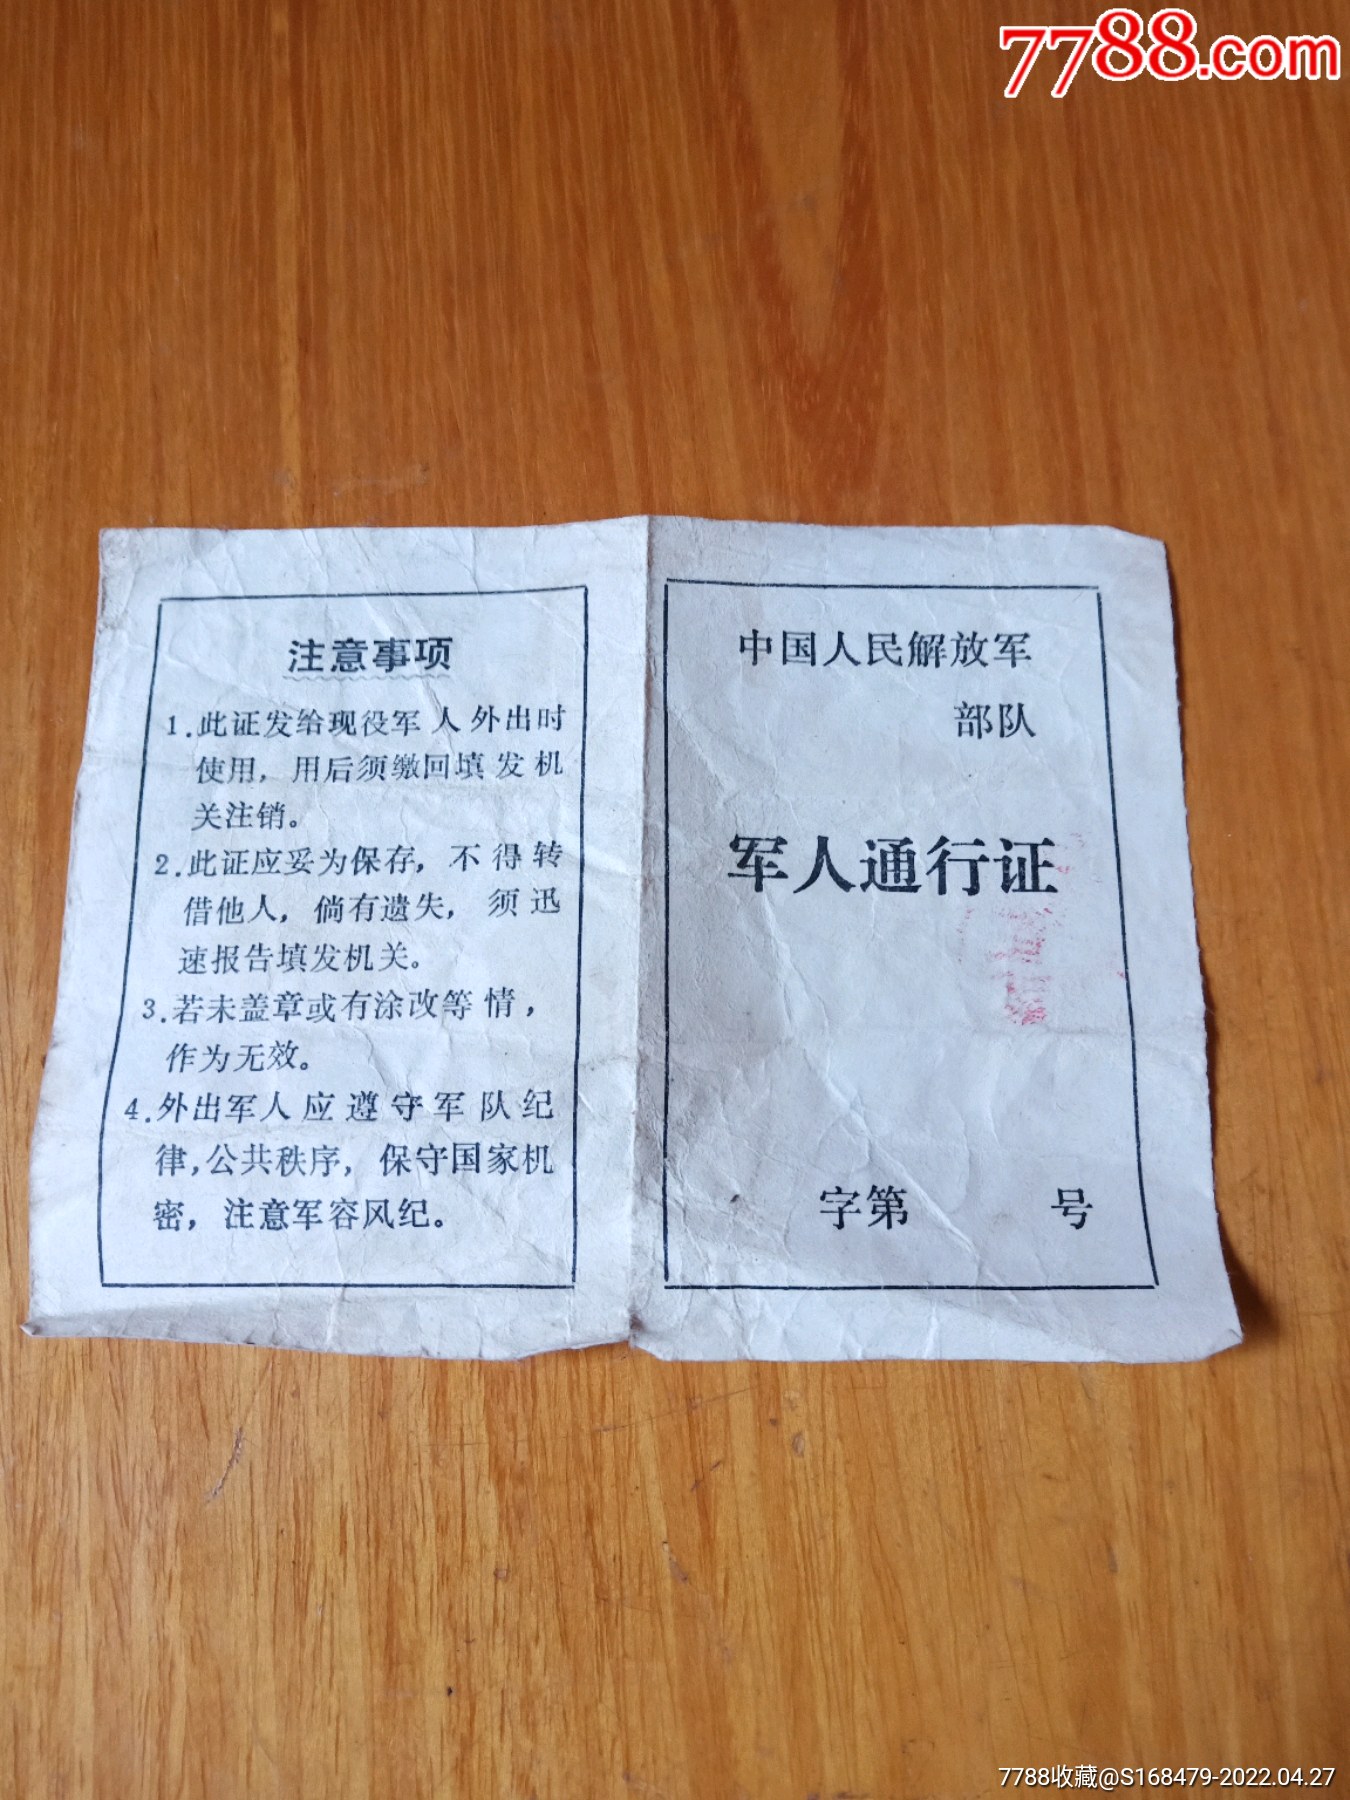 7788.com
注意事项
1.此证发给现役军人外出时
使用，用后须缴回填发机
关注销。
2.此证应妥为保存，不得转
借他人，倘有遗失，须迅
速报告填发机关。
3.若未盖章或有涂改等情，
作为无效。
4.外出军人应遵守军队纪
律，公共秩序，保守国家机
密，注意军容风纪。
中国人民解放军
部队
军人通行证
字第 号
7788收藏@S168479-2022.04.27